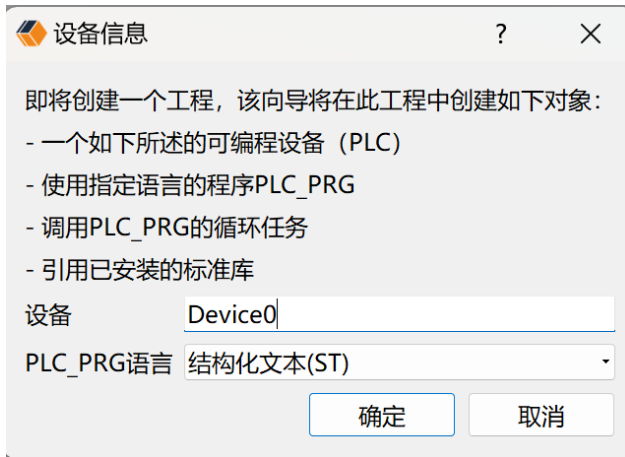 设备信息
?
即将创建一个工程，该向导将在此工程中创建如下对象：
- 一个如下所述的可编程设备（PLC）
- 使用指定语言的程序PLC_PRG
- 调用PLC_PRG的循环任务
- 引用已安装的标准库
设备 Device0
PLC_PRG语言 结构化文本(ST)
确定 取消